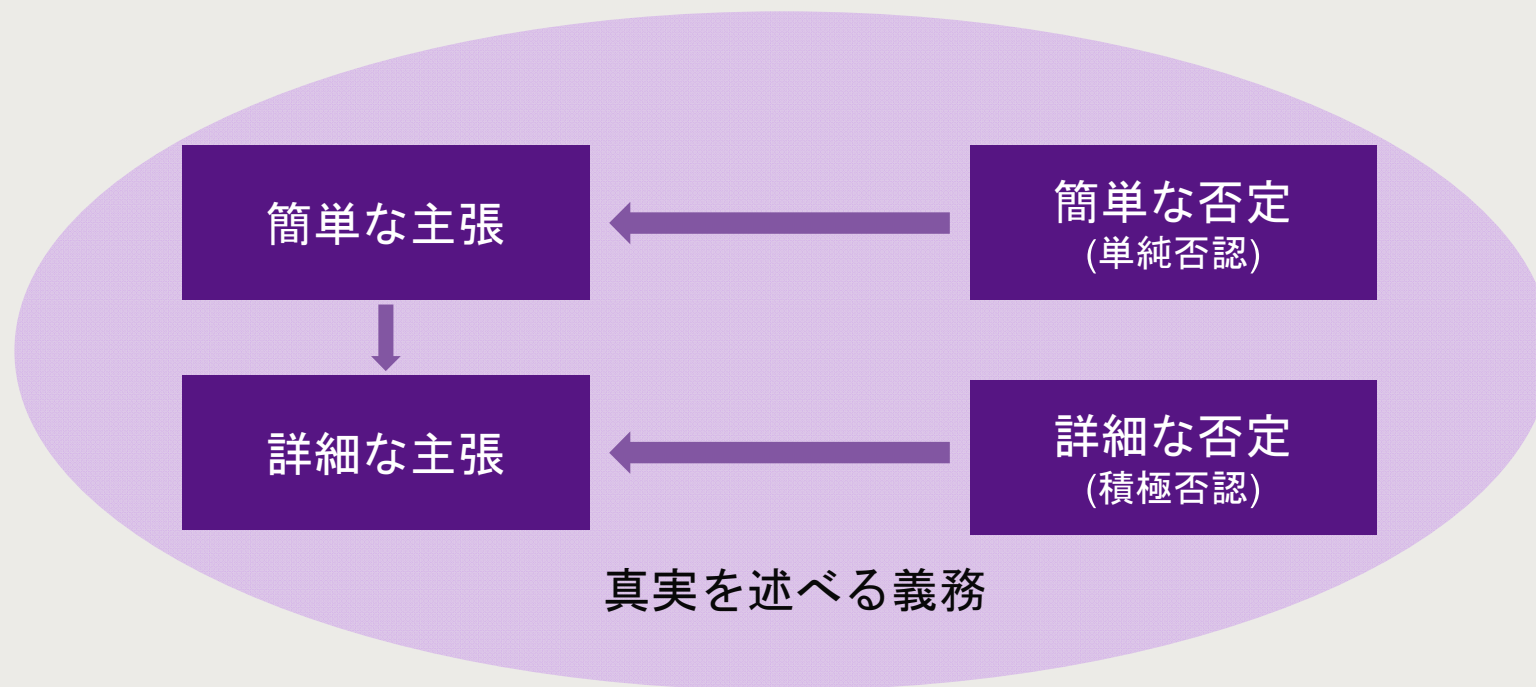 簡単な主張
簡単な否定
(単純否認)
詳細な主張
詳細な否定
(積極否認)
真実を述べる義務